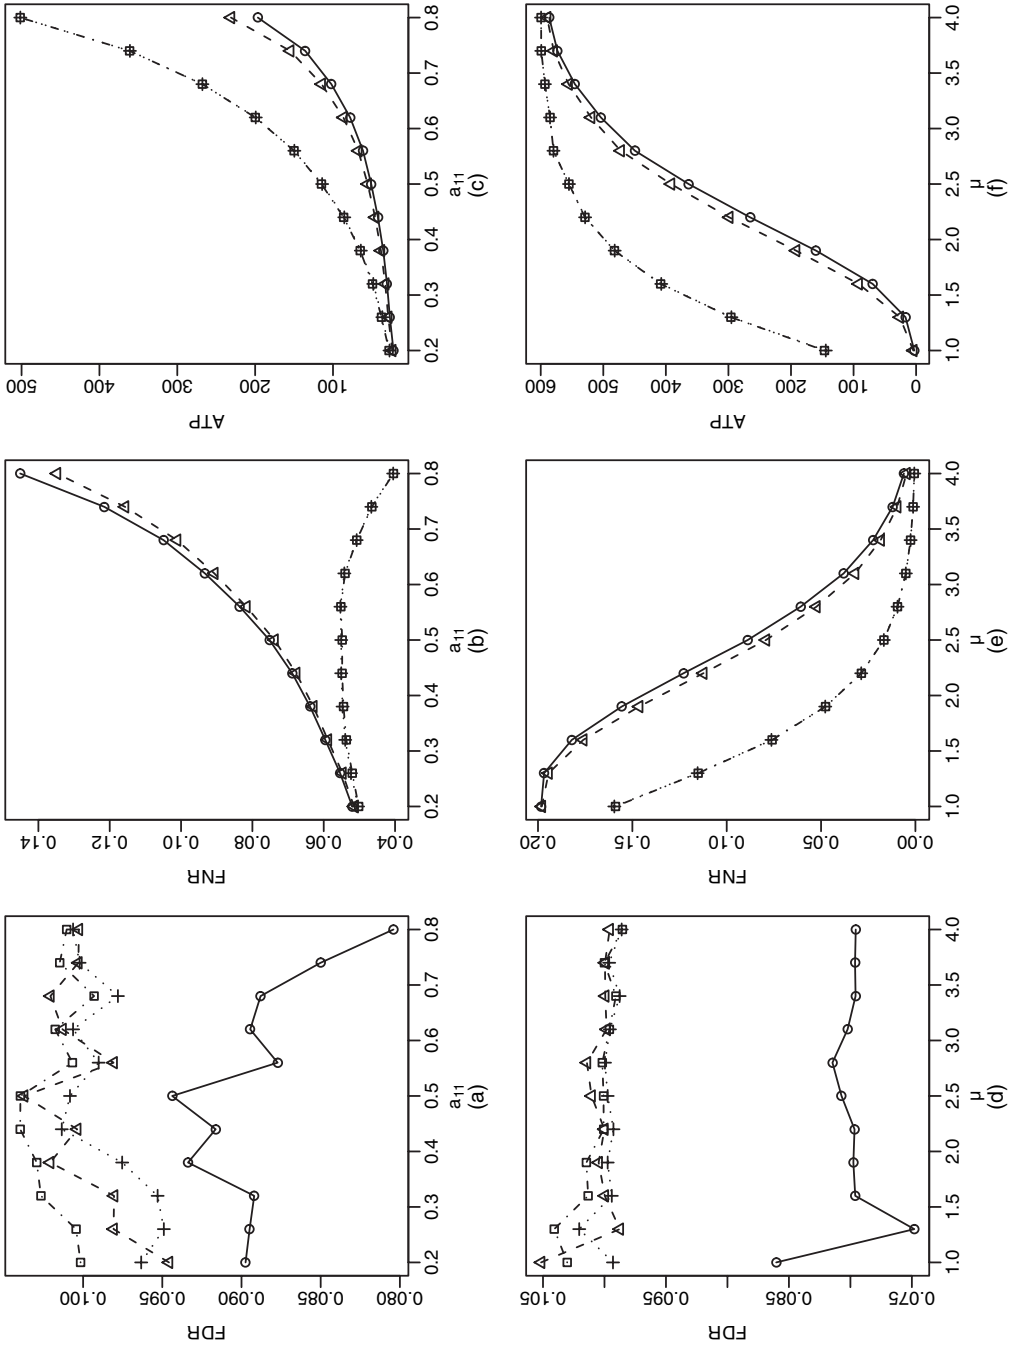 FDR
0.100 0.095 0.090 0.085 0.080
0.2 0.3 0.4 0.5 0.6 0.7 0.8
a11
(a)
FNR
0.14 0.12 0.10 0.08 0.06 0.04
0.2 0.3 0.4 0.5 0.6 0.7 0.8
a11
(b)
ATP
500 400 300 200 100
0.2 0.3 0.4 0.5 0.6 0.7 0.8
a11
(c)
FDR
0.105 0.095 0.085 0.075
1.0 1.5 2.0 2.5 3.0 3.5 4.0
μ
(d)
FNR
0.20 0.15 0.10 0.05 0.00
1.0 1.5 2.0 2.5 3.0 3.5 4.0
μ
(e)
ATP
600 500 400 300 200 100 0
1.0 1.5 2.0 2.5 3.0 3.5 4.0
μ
(f)